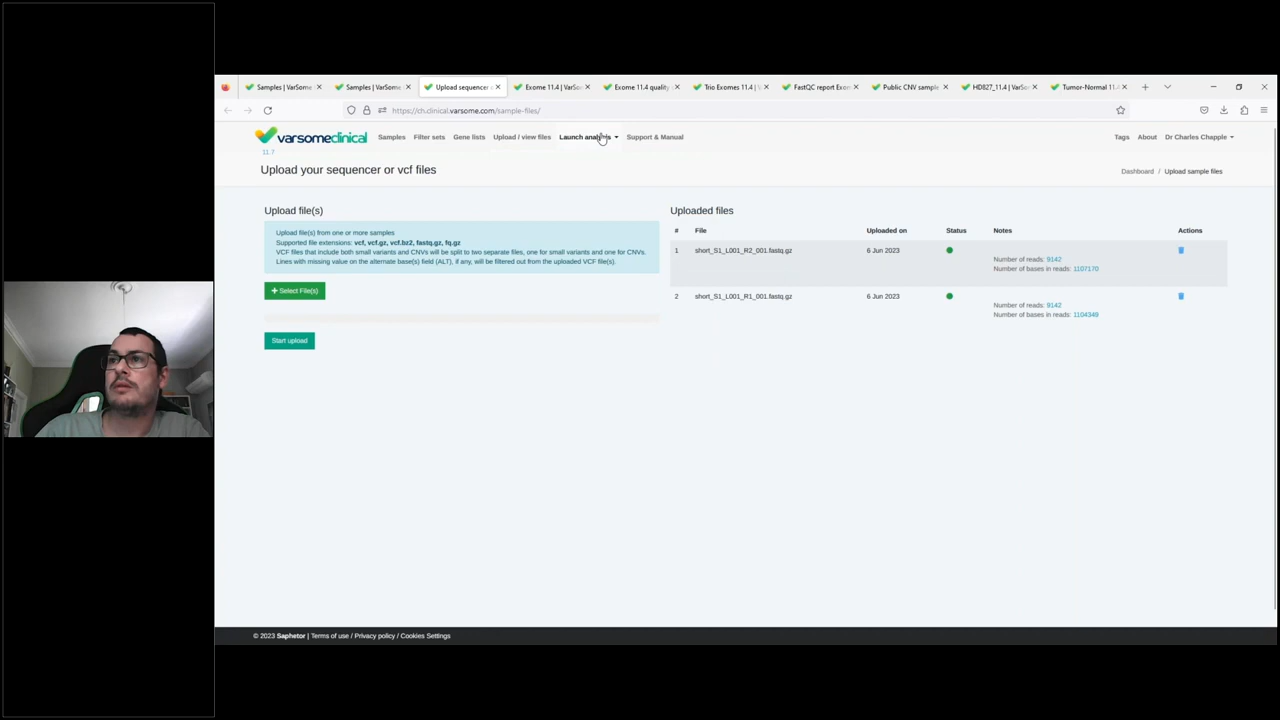 Samples | VarSome
Samples | VarSome
Upload sequencer
Exome 11.4 | VarSom
Exome 11.4 quality
Trio Exomes 11.4 | V
FastQC report Exom
Public CNV sample
HD827_11.4 | VarSom
Tumor-Normal 11.4
https://ch.clinical.varsome.com/sample-files/
varsomeclinical
11.7
Samples
Filter sets
Gene lists
Upload / view files
Launch analysis
Support & Manual
Tags
About
Dr Charles Chapple
Upload your sequencer or vcf files
Dashboard / Upload sample files
Upload file(s)
Upload file(s) from one or more samples
Supported file extensions: vcf, vcf.gz, vcf.bz2, fastq.gz, fq.gz
VCF files that include both small variants and CNVs will be split to two separate files, one for small variants and one for CNVs.
Lines with missing value on the alternate base(s) field (ALT), if any, will be filtered out from the uploaded VCF file(s).
Select File(s)
Start upload
Uploaded files
# File Uploaded on Status Notes Actions
1 short_S1_L001_R2_001.fastq.gz 6 Jun 2023
Number of reads: 9142
Number of bases in reads: 1107170
2 short_S1_L001_R1_001.fastq.gz 6 Jun 2023
Number of reads: 9142
Number of bases in reads: 1104349
© 2023 Saphetor | Terms of use / Privacy policy / Cookies Settings